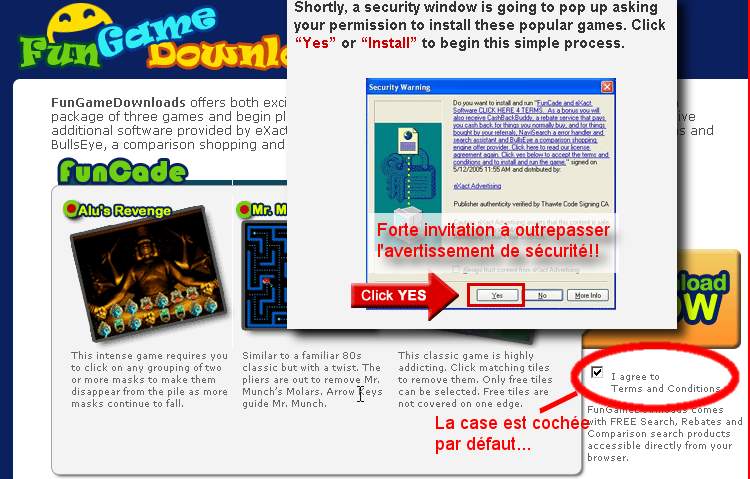 FunGame
Downlo
Shortly, a security window is going to pop up asking
your permission to install these popular games. Click
“Yes” or “Install” to begin this simple process.
FunGameDownloads offers both exci
package of three games and begin pl
additional software provided by eXact
BullsEye, a comparison shopping and
ive
s and
Security Warning
Do you want to install and run "FunCade and eXact
Software CLICK HERE 4 TERMS. As a bonus you will
also receive CashBackBuddy, a rebate service that pays
you cash back for things you normally buy, and for things
bought by your referrals, NaviSearch a error handler and
search assistant and BullsEye a comparison shopping
engine offer provider. Click here to read our license
agreement again. Click yes below to accept the terms and
conditions and to install and run the game." signed on
5/12/2005 11:55 AM and distributed by:
eXact Advertising
Publisher authenticity verified by Thawte Code Signing CA
Forte invitation à outrepasser
l'avertissement de sécurité!!
Always trust content from eXact Advertising
Click YES
Yes
No
More Info
FunCade
Alu's Revenge
Mr. M
This intense game requires you
to click on any grouping of two
or more masks to make them
disappear from the pile as more
masks continue to fall.
Similar to a familiar 80s
classic but with a twist. The
pliers are out to remove Mr.
Munch's Molars. Arrow Keys
guide Mr. Munch.
This classic game is highly
addicting. Click matching tiles
to remove them. Only free tiles
can be selected. Free tiles are
not covered on one edge.
nload
OW
I agree to
Terms and Conditions
FunGameDownloads comes
with FREE Search, Rebates and
Comparison search products
accessible directly from your
browser.
La case est cochée
par défaut...